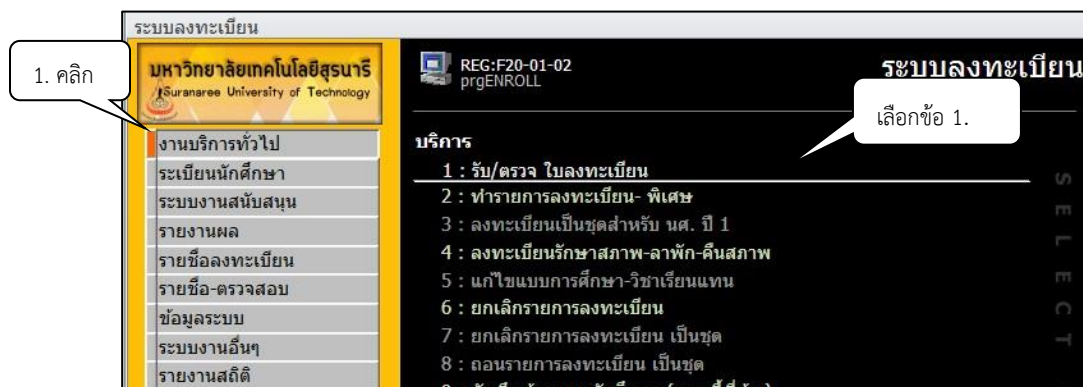 ระบบลงทะเบียน
1. คลิก
มหาวิทยาลัยเทคโนโลยีสุรนารี
Suranaree University of Technology
งานบริการทั่วไป
ระเบียนนักศึกษา
ระบบงานสนับสนุน
รายงานผล
รายชื่อลงทะเบียน
รายชื่อ-ตรวจสอบ
ข้อมูลระบบ
ระบบงานอื่นๆ
รายงานสถิติ
REG:F20-01-02
prgENROLL
ระบบลงทะเบียน
เลือกข้อ 1.
บริการ
1 : รับ/ตรวจ ใบลงทะเบียน
2 : ทำรายการลงทะเบียน- พิเศษ
3 : ลงทะเบียนเป็นชุดสำหรับ นศ. ปี 1
4 : ลงทะเบียนรักษาสภาพ-ลาพัก-คืนสภาพ
5 : แก้ไขแบบการศึกษา-วิชาเรียนแทน
6 : ยกเลิกรายการลงทะเบียน
7 : ยกเลิกรายการลงทะเบียน เป็นชุด
8 : ถอนรายการลงทะเบียน เป็นชุด
SELECT